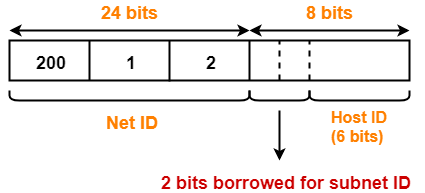 24 bits 8 bits
200 1 2
Net ID Host ID
(6 bits)
2 bits borrowed for subnet ID